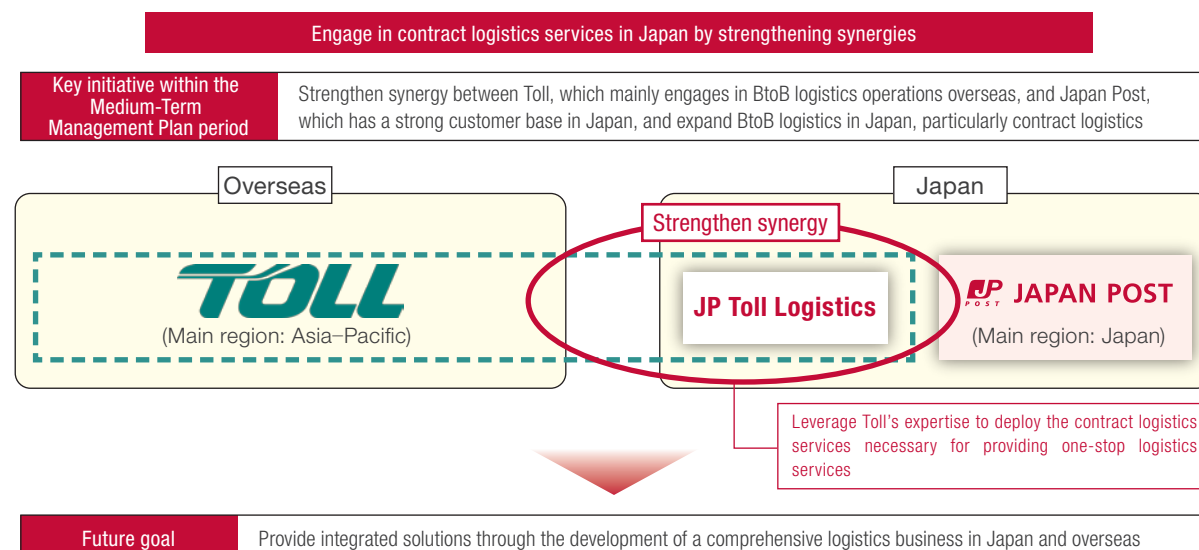 Engage in contract logistics services in Japan by strengthening synergies
Key initiative within the
Medium-Term
Management Plan period
Strengthen synergy between Toll, which mainly engages in BtoB logistics operations overseas, and Japan Post,
which has a strong customer base in Japan, and expand BtoB logistics in Japan, particularly contract logistics
Overseas
Japan
Strengthen synergy
TOLL
(Main region: Asia–Pacific)
JP Toll Logistics
JP
POST
JAPAN POST
(Main region: Japan)
Leverage Toll's expertise to deploy the contract logistics
services necessary for providing one-stop logistics
services
Future goal
Provide integrated solutions through the development of a comprehensive logistics business in Japan and overseas